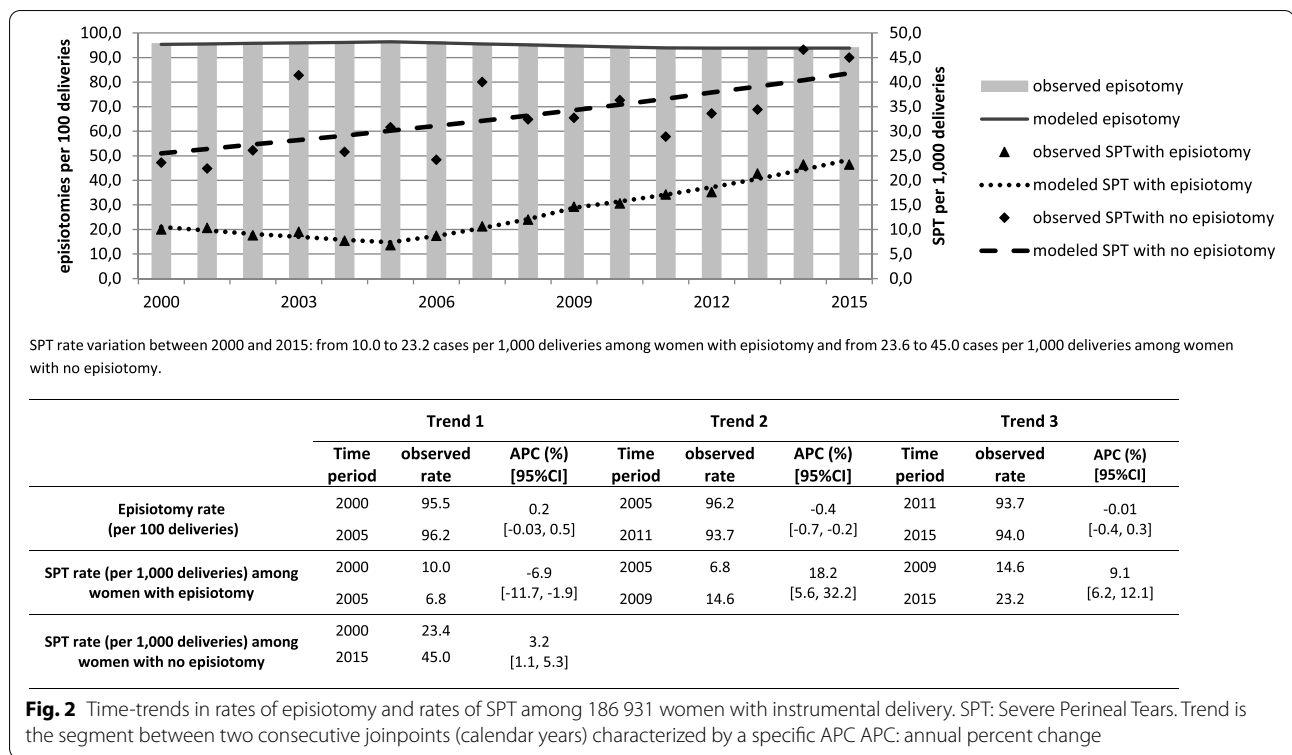 100,0
90,0
80,0
70,0
60,0
50,0
40,0
30,0
20,0
10,0
0,0
episiotomies per 100 deliveries
50,0
45,0
40,0
35,0
30,0
25,0
20,0
15,0
10,0
5,0
0,0
SPT per 1,000 deliveries
2000 2003 2006 2009 2012 2015
observed episotomy
modeled episotomy
observed SPTwith episiotomy
modeled SPT with episiotomy
observed SPTwith no episiotomy
modeled SPT with no episiotomy
SPT rate variation between 2000 and 2015: from 10.0 to 23.2 cases per 1,000 deliveries among women with episiotomy and from 23.6 to 45.0 cases per 1,000 deliveries among women
with no episiotomy.
Trend 1 Trend 2 Trend 3
Time observed APC (%) Time observed APC (%) Time observed APC (%)
period rate [95%CI] period rate [95%CI] period rate [95%CI]
Episiotomy rate
(per 100 deliveries)
2000 95.5 0.2 2005 96.2 -0.4 2011 93.7 -0.01
2005 96.2 [-0.03, 0.5] 2011 93.7 [-0.7, -0.2] 2015 94.0 [-0.4, 0.3]
SPT rate (per 1,000 deliveries) among
women with episiotomy
2000 10.0 -6.9 2005 6.8 18.2 2009 14.6 9.1
2005 6.8 [-11.7, -1.9] 2009 14.6 [5.6, 32.2] 2015 23.2 [6.2, 12.1]
SPT rate (per 1,000 deliveries) among
women with no episiotomy
2000 23.4 3.2
2015 45.0 [1.1, 5.3]
Fig. 2 Time-trends in rates of episiotomy and rates of SPT among 186 931 women with instrumental delivery. SPT: Severe Perineal Tears. Trend is
the segment between two consecutive joinpoints (calendar years) characterized by a specific APC APC: annual percent change